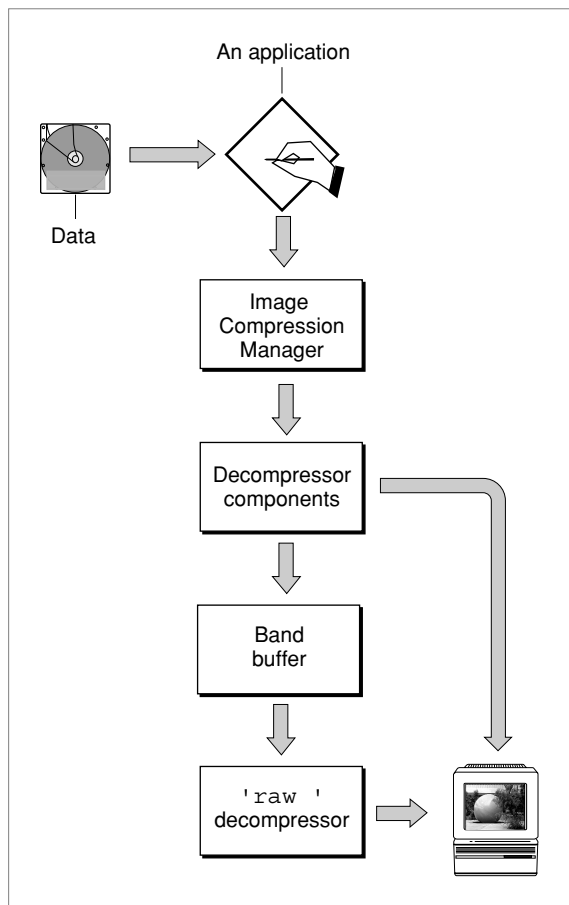 An application
Data
Image
Compression
Manager
Decompressor
components
Band
buffer
'raw '
decompressor